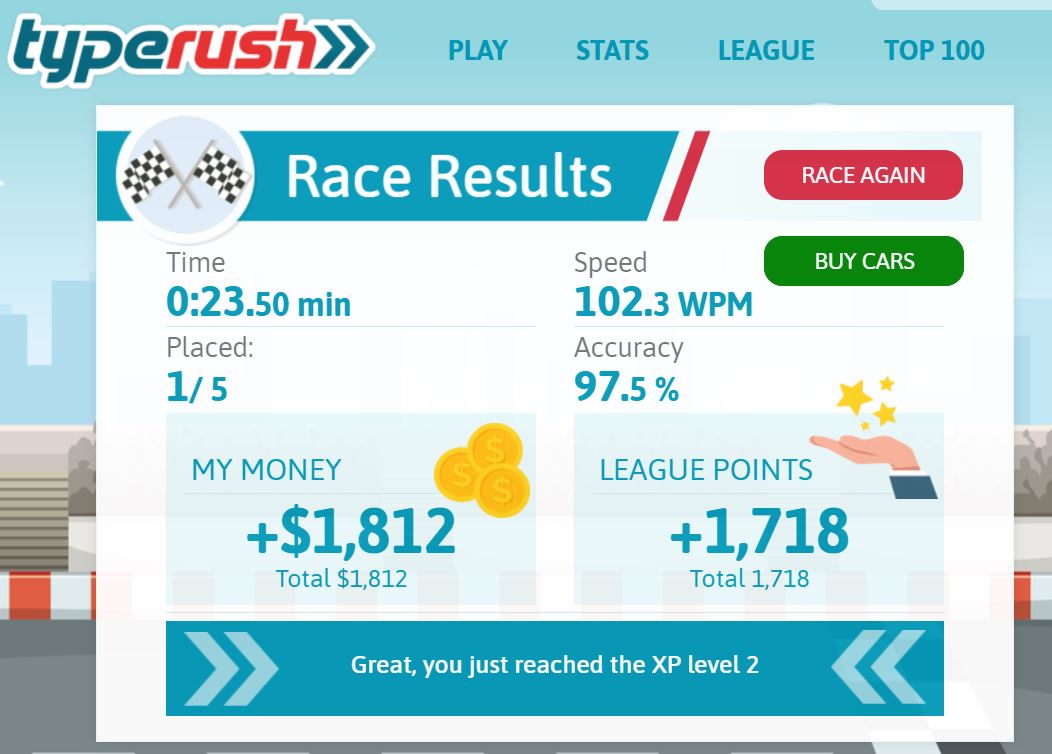 typerush
PLAY STATS LEAGUE TOP 100
Race Results
RACE AGAIN
BUY CARS
Time
0:23.50 min
Speed
102.3 WPM
Placed:
1/ 5
Accuracy
97.5 %
MY MONEY
+$1,812
Total $1,812
LEAGUE POINTS
+1,718
Total 1,718
Great, you just reached the XP level 2